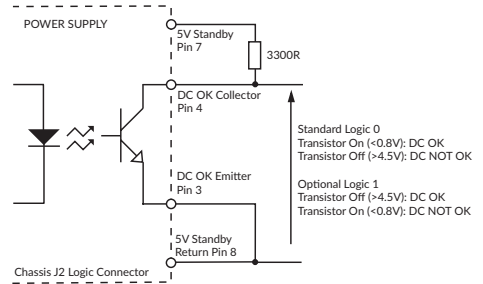 POWER SUPPLY
5V Standby
Pin 7
3300R
DC OK Collector
Pin 4
Standard Logic 0
Transistor On (<0.8V): DC OK
Transistor Off (>4.5V): DC NOT OK
Optional Logic 1
Transistor Off (>4.5V): DC OK
Transistor On (<0.8V): DC NOT OK
DC OK Emitter
Pin 3
5V Standby
Return Pin 8
Chassis J2 Logic Connector